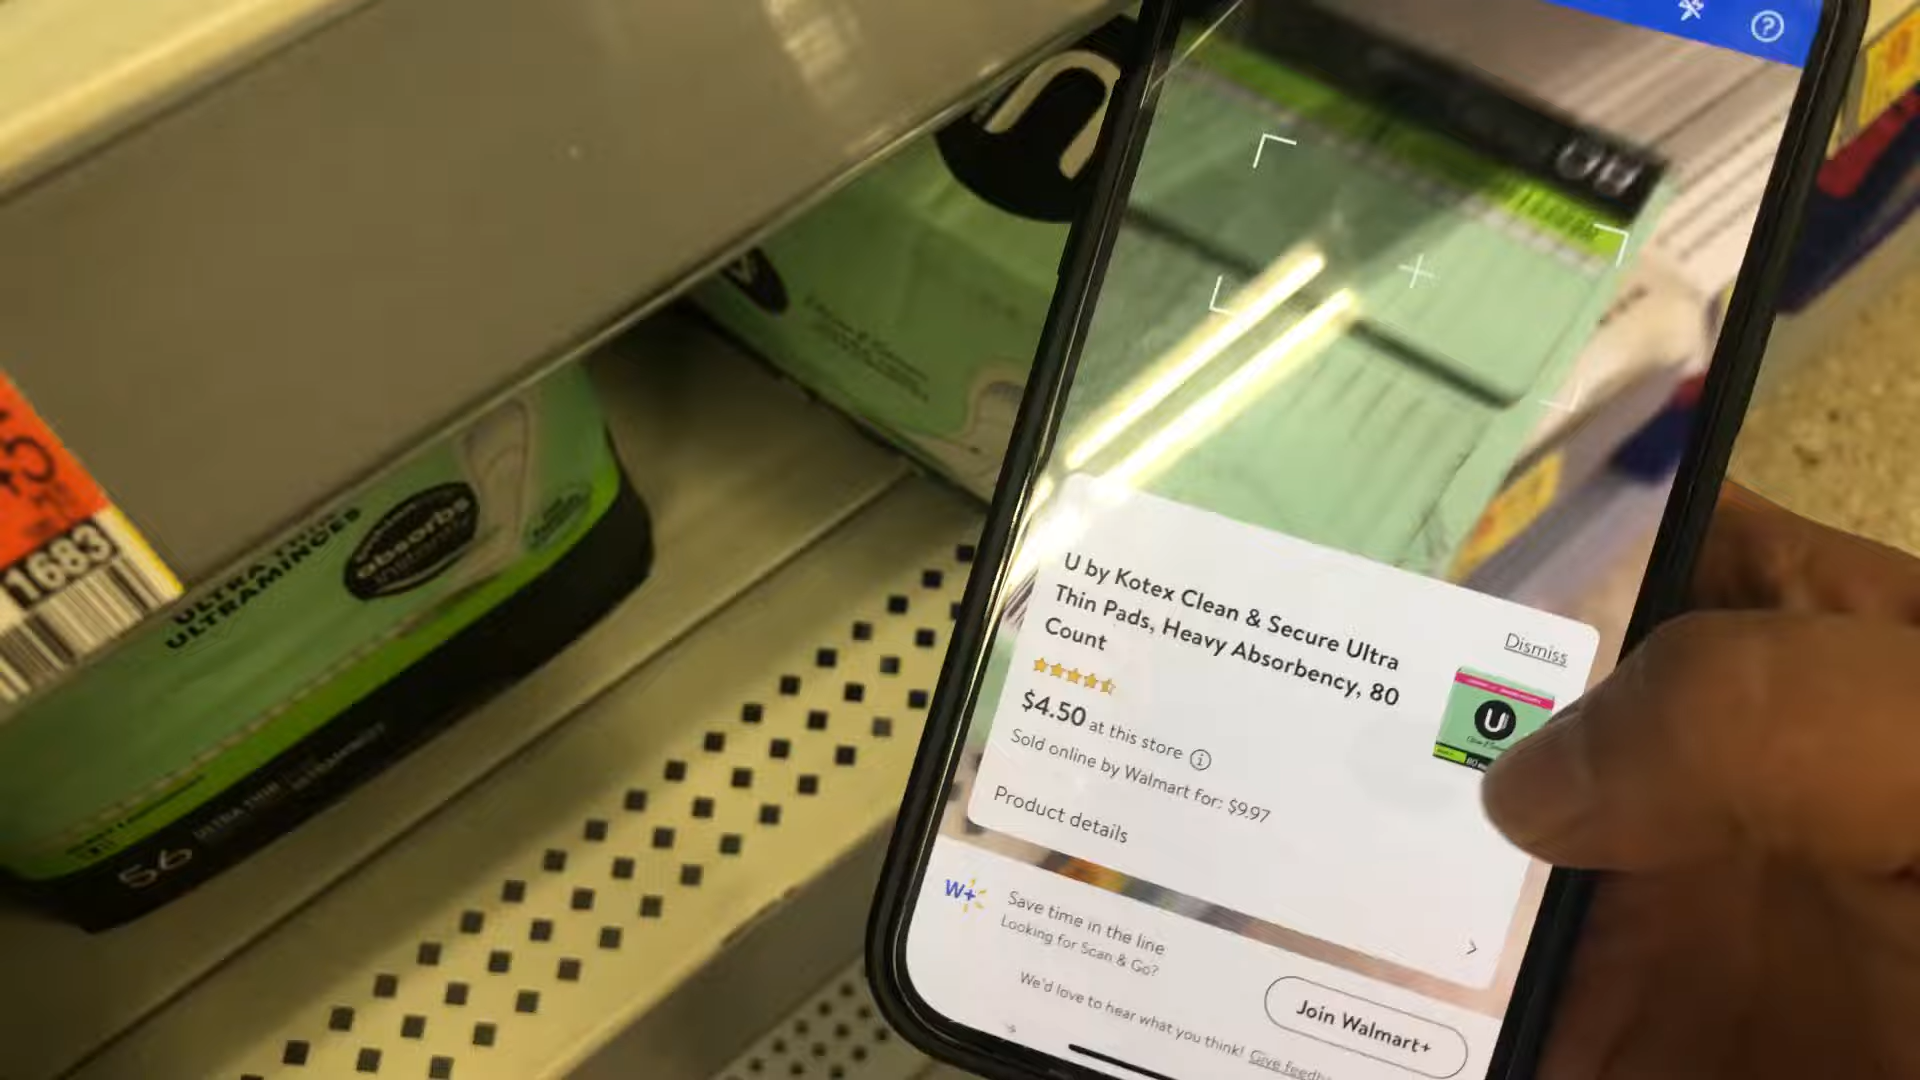 1683
ULTRA THIN
ULTRAMINCES
absorbs
56
ULTRA THIN
U by Kotex Clean & Secure Ultra
Thin Pads, Heavy Absorbency, 80
Count
Dismiss
$4.50 at this store
Sold online by Walmart for: $9.97
Product details
U
W+
Save time in the line
Looking for Scan & Go?
Join Walmart+
We'd love to hear what you think! Give